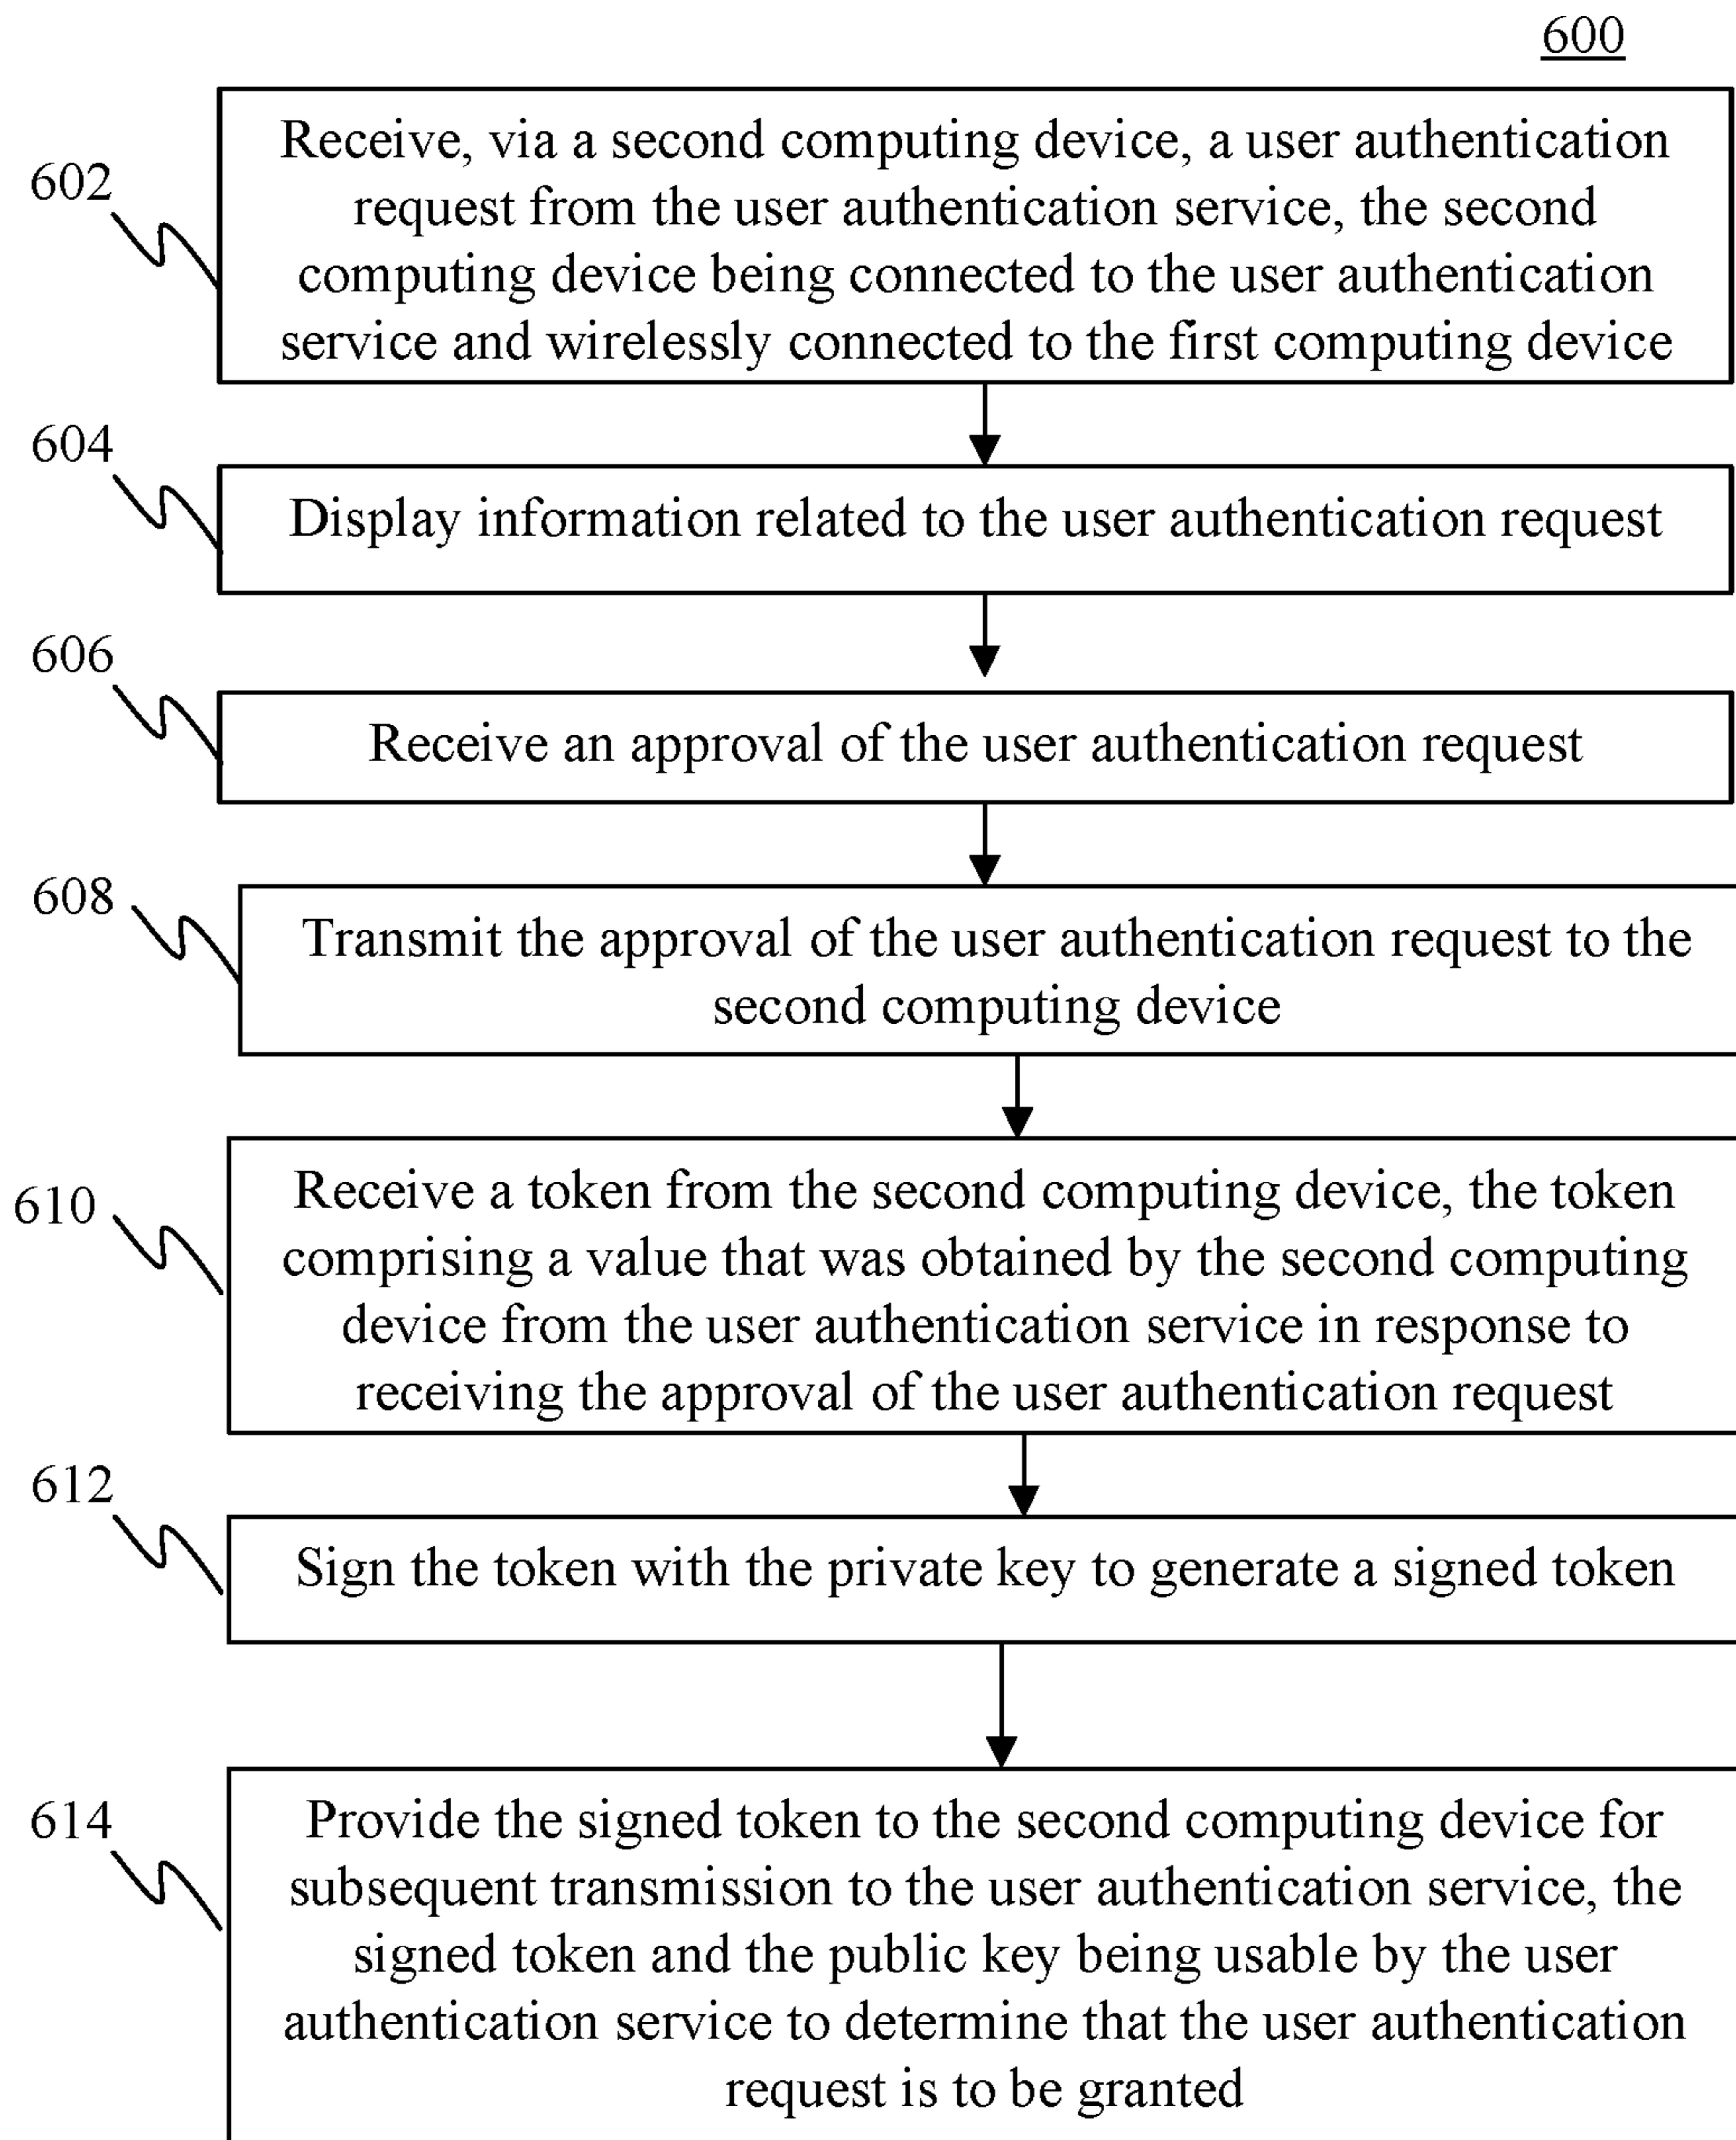 600
602
Receive, via a second computing device, a user authentication
request from the user authentication service, the second
computing device being connected to the user authentication
service and wirelessly connected to the first computing device
604
Display information related to the user authentication request
606
Receive an approval of the user authentication request
608
Transmit the approval of the user authentication request to the
second computing device
610
Receive a token from the second computing device, the token
comprising a value that was obtained by the second computing
device from the user authentication service in response to
receiving the approval of the user authentication request
612
Sign the token with the private key to generate a signed token
614
Provide the signed token to the second computing device for
subsequent transmission to the user authentication service, the
signed token and the public key being usable by the user
authentication service to determine that the user authentication
request is to be granted